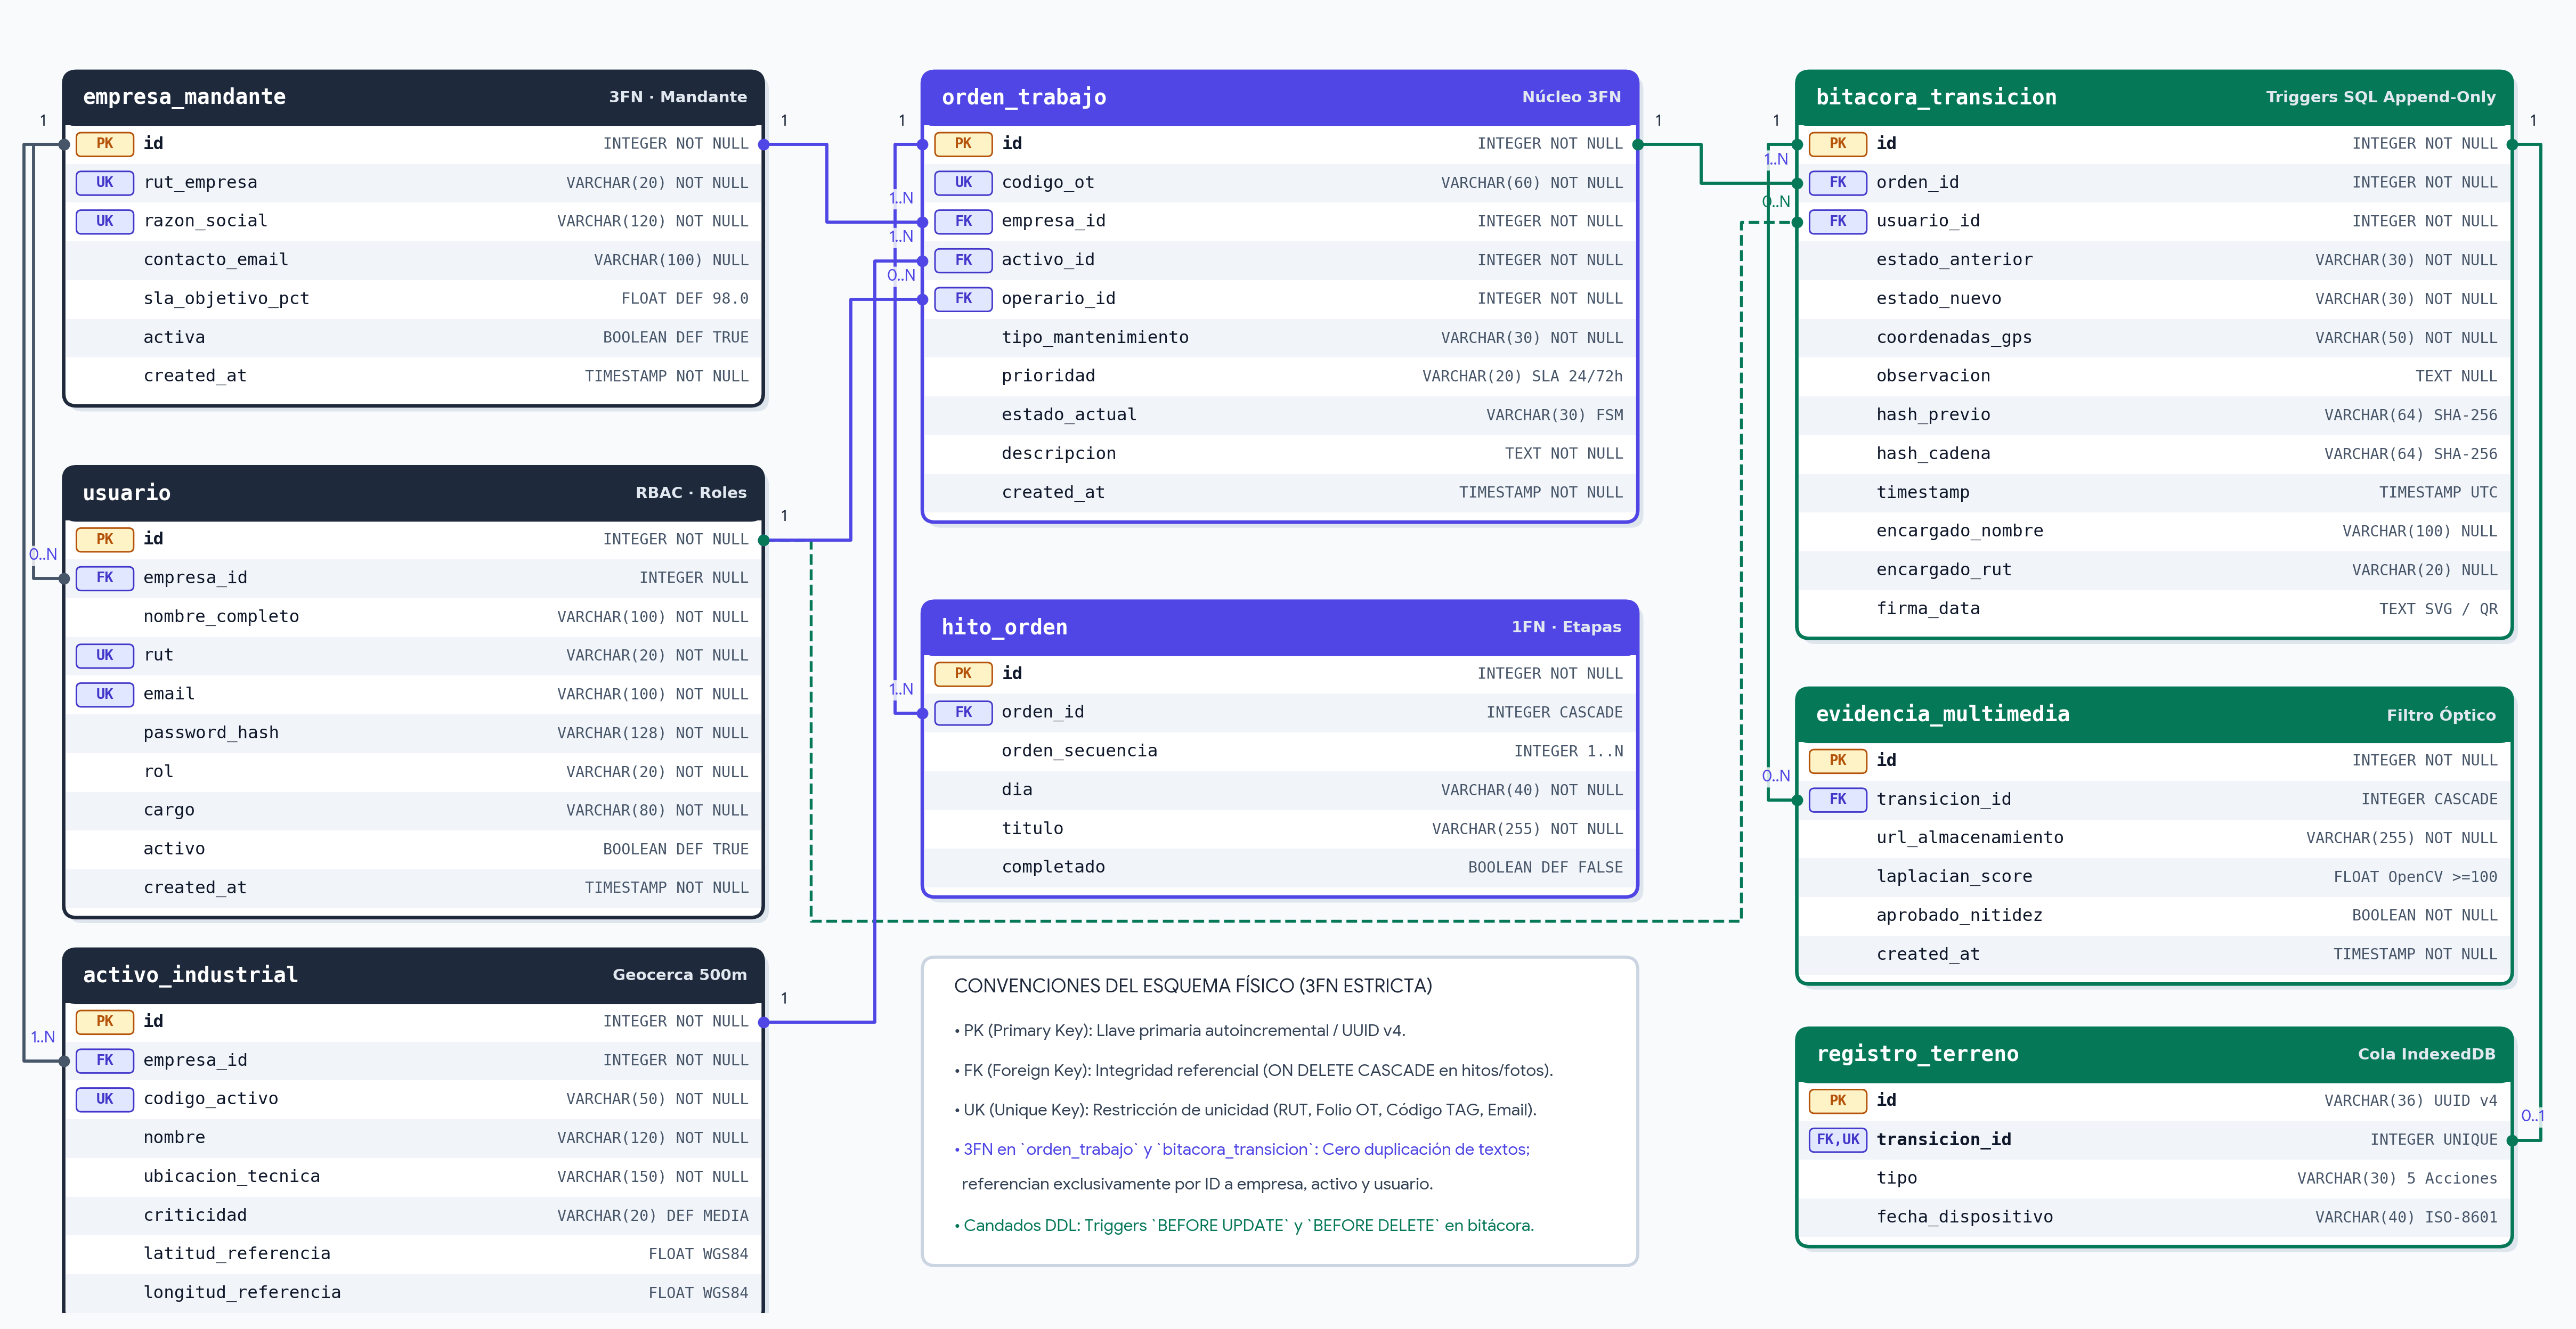 empresa_mandante 3FN · Mandante
1
1
PK id INTEGER NOT NULL
UK rut_empresa VARCHAR(20) NOT NULL
UK razon_social VARCHAR(120) NOT NULL
contacto_email VARCHAR(100) NULL
sla_objetivo_pct FLOAT DEF 98.0
activa BOOLEAN DEF TRUE
created_at TIMESTAMP NOT NULL
usuario RBAC · Roles
1
PK id INTEGER NOT NULL
0..N
FK empresa_id INTEGER NULL
nombre_completo VARCHAR(100) NOT NULL
UK rut VARCHAR(20) NOT NULL
UK email VARCHAR(100) NOT NULL
password_hash VARCHAR(128) NOT NULL
rol VARCHAR(20) NOT NULL
cargo VARCHAR(80) NOT NULL
activo BOOLEAN DEF TRUE
created_at TIMESTAMP NOT NULL
activo_industrial Geocerca 500m
1
PK id INTEGER NOT NULL
1..N
FK empresa_id INTEGER NOT NULL
UK codigo_activo VARCHAR(50) NOT NULL
nombre VARCHAR(120) NOT NULL
ubicacion_tecnica VARCHAR(150) NOT NULL
criticidad VARCHAR(20) DEF MEDIA
latitud_referencia FLOAT WGS84
longitud_referencia FLOAT WGS84
orden_trabajo Núcleo 3FN
1
1
PK id INTEGER NOT NULL
UK codigo_ot VARCHAR(60) NOT NULL
1..N
FK empresa_id INTEGER NOT NULL
1..N
FK activo_id INTEGER NOT NULL
0..N
FK operario_id INTEGER NOT NULL
tipo_mantenimiento VARCHAR(30) NOT NULL
prioridad VARCHAR(20) SLA 24/72h
estado_actual VARCHAR(30) FSM
descripcion TEXT NOT NULL
created_at TIMESTAMP NOT NULL
hito_orden 1FN · Etapas
PK id INTEGER NOT NULL
1..N
FK orden_id INTEGER CASCADE
orden_secuencia INTEGER 1..N
dia VARCHAR(40) NOT NULL
titulo VARCHAR(255) NOT NULL
completado BOOLEAN DEF FALSE
CONVENCIONES DEL ESQUEMA FÍSICO (3FN ESTRICTA)
• PK (Primary Key): Llave primaria autoincremental / UUID v4.
• FK (Foreign Key): Integridad referencial (ON DELETE CASCADE en hitos/fotos).
• UK (Unique Key): Restricción de unicidad (RUT, Folio OT, Código TAG, Email).
• 3FN en `orden_trabajo` y `bitacora_transicion`: Cero duplicación de textos;
referencian exclusivamente por ID a empresa, activo y usuario.
• Candados DDL: Triggers `BEFORE UPDATE` y `BEFORE DELETE` en bitácora.
bitacora_transicion Triggers SQL Append-Only
1
1
PK id INTEGER NOT NULL
1..N
FK orden_id INTEGER NOT NULL
0..N
FK usuario_id INTEGER NOT NULL
estado_anterior VARCHAR(30) NOT NULL
estado_nuevo VARCHAR(30) NOT NULL
coordenadas_gps VARCHAR(50) NOT NULL
observacion TEXT NULL
hash_previo VARCHAR(64) SHA-256
hash_cadena VARCHAR(64) SHA-256
timestamp TIMESTAMP UTC
encargado_nombre VARCHAR(100) NULL
encargado_rut VARCHAR(20) NULL
firma_data TEXT SVG / QR
evidencia_multimedia Filtro Óptico
PK id INTEGER NOT NULL
0..N
FK transicion_id INTEGER CASCADE
url_almacenamiento VARCHAR(255) NOT NULL
laplacian_score FLOAT OpenCV >=100
aprobado_nitidez BOOLEAN NOT NULL
created_at TIMESTAMP NOT NULL
registro_terreno Cola IndexedDB
PK id VARCHAR(36) UUID v4
0..1
FK,UK transicion_id INTEGER UNIQUE
tipo VARCHAR(30) 5 Acciones
fecha_dispositivo VARCHAR(40) ISO-8601